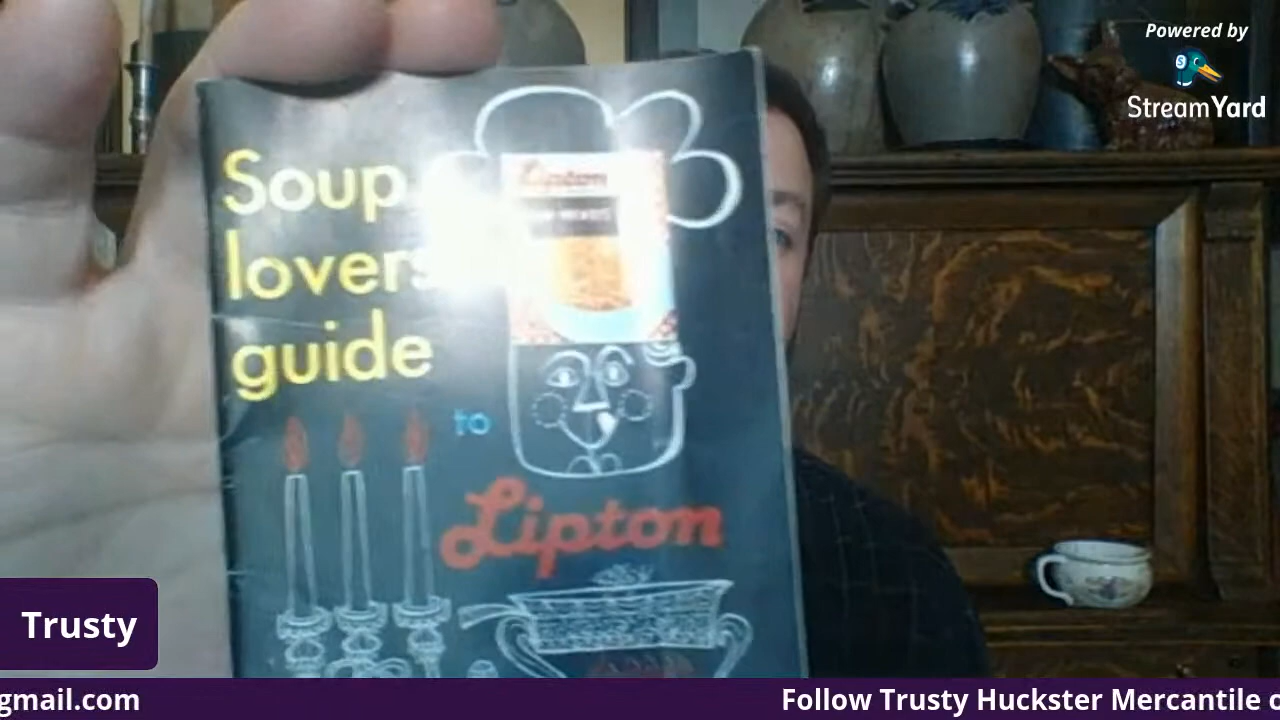 Powered by
StreamYard
Soup
lovers
guide
to
Lipton
Lipton
Trusty
gmail.com
Follow Trusty Huckster Mercantile o